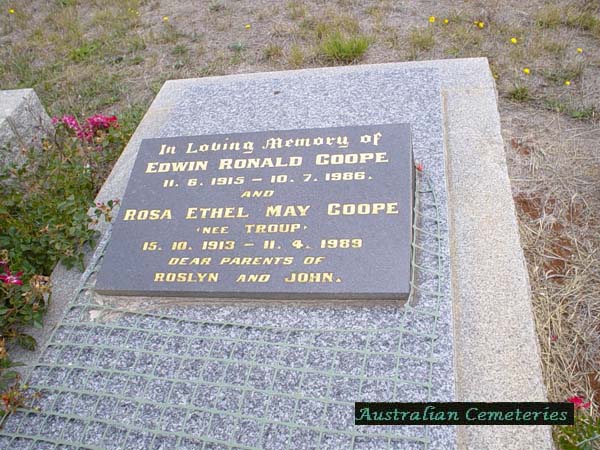 In Loving Memory of
EDWIN RONALD COOPE
11. 6. 1915 – 10. 7. 1986.
AND
ROSA ETHEL MAY COOPE
(NEE TROUP)
15. 10. 1913 – 11. 4. 1989
DEAR PARENTS OF
ROSLYN AND JOHN.
Australian Cemeteries